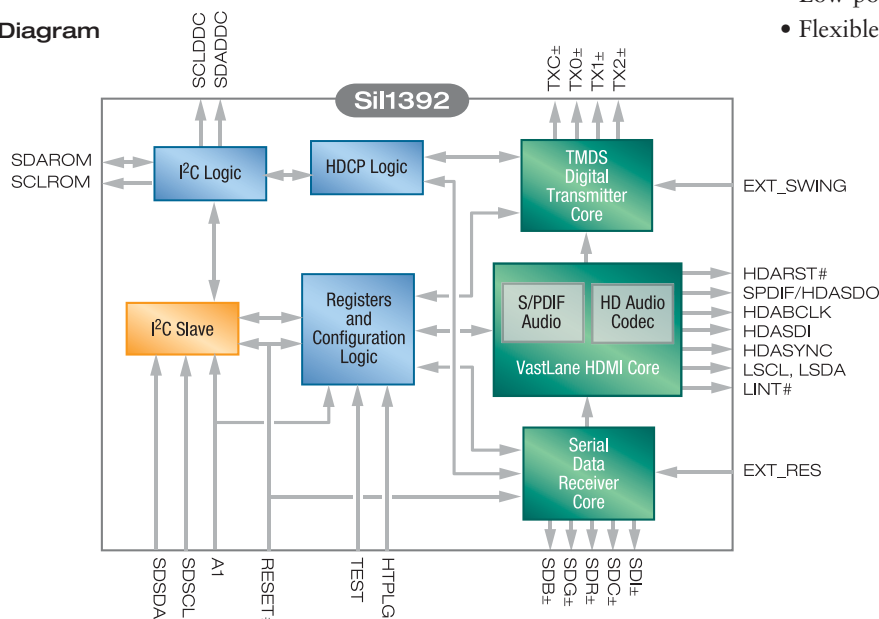 Diagram
• Flexible
SCLDDC
SDADDC
TXC±
TX0±
TX1±
TX2±
SiI1392
SDAROM
SCLROM
I²C Logic
HDCP Logic
TMDS
Digital
Transmitter
Core
EXT_SWING
I²C Slave
Registers
and
Configuration
Logic
S/PDIF
Audio
HD Audio
Codec
VastLane HDMI Core
HDARST#
SPDIF/HDASDO
HDABCLK
HDASDI
HDASYNC
LSCL, LSDA
LINT#
Serial
Data
Receiver
Core
EXT_RES
SDSDA
SDSCL
A1
RESET
TEST
HTPLG
SDB±
SDG±
SDR±
SDC±
SDI±